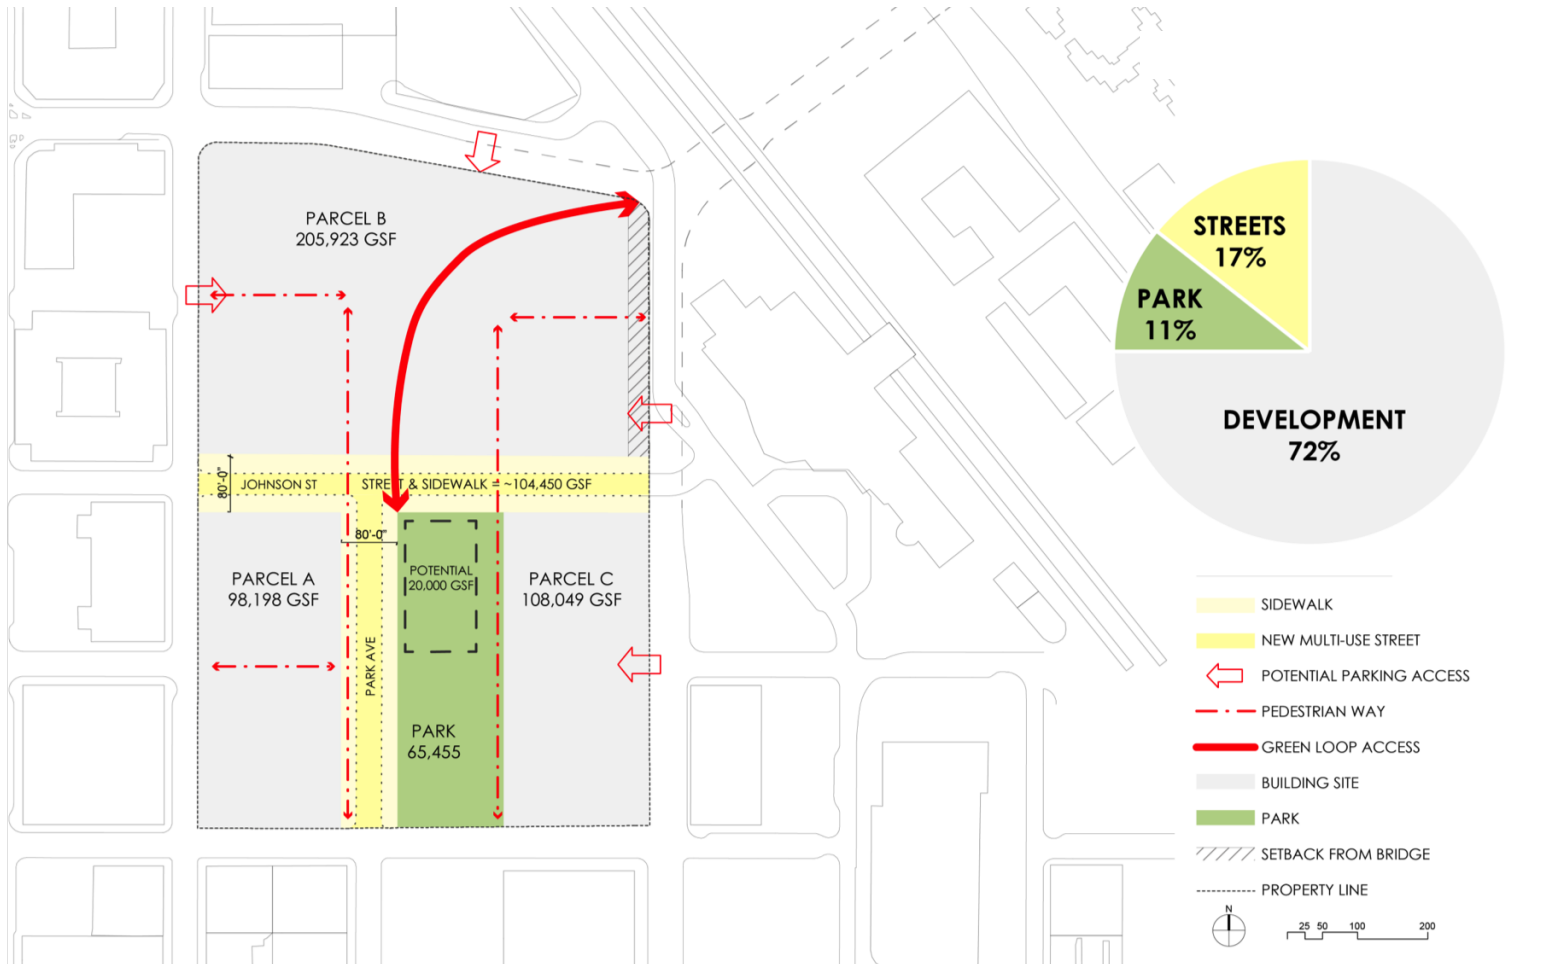 PARCEL B
205,923 GSF
80'-0"
JOHNSON ST
STREET & SIDEWALK = ~104,450 GSF
80'-0"
PARCEL A
98,198 GSF
POTENTIAL
20,000 GSF
PARCEL C
108,049 GSF
PARK AVE
PARK
65,455
STREETS
17%
PARK
11%
DEVELOPMENT
72%
SIDEWALK
NEW MULTI-USE STREET
POTENTIAL PARKING ACCESS
PEDESTRIAN WAY
GREEN LOOP ACCESS
BUILDING SITE
PARK
SETBACK FROM BRIDGE
PROPERTY LINE
N
25 50 100 200